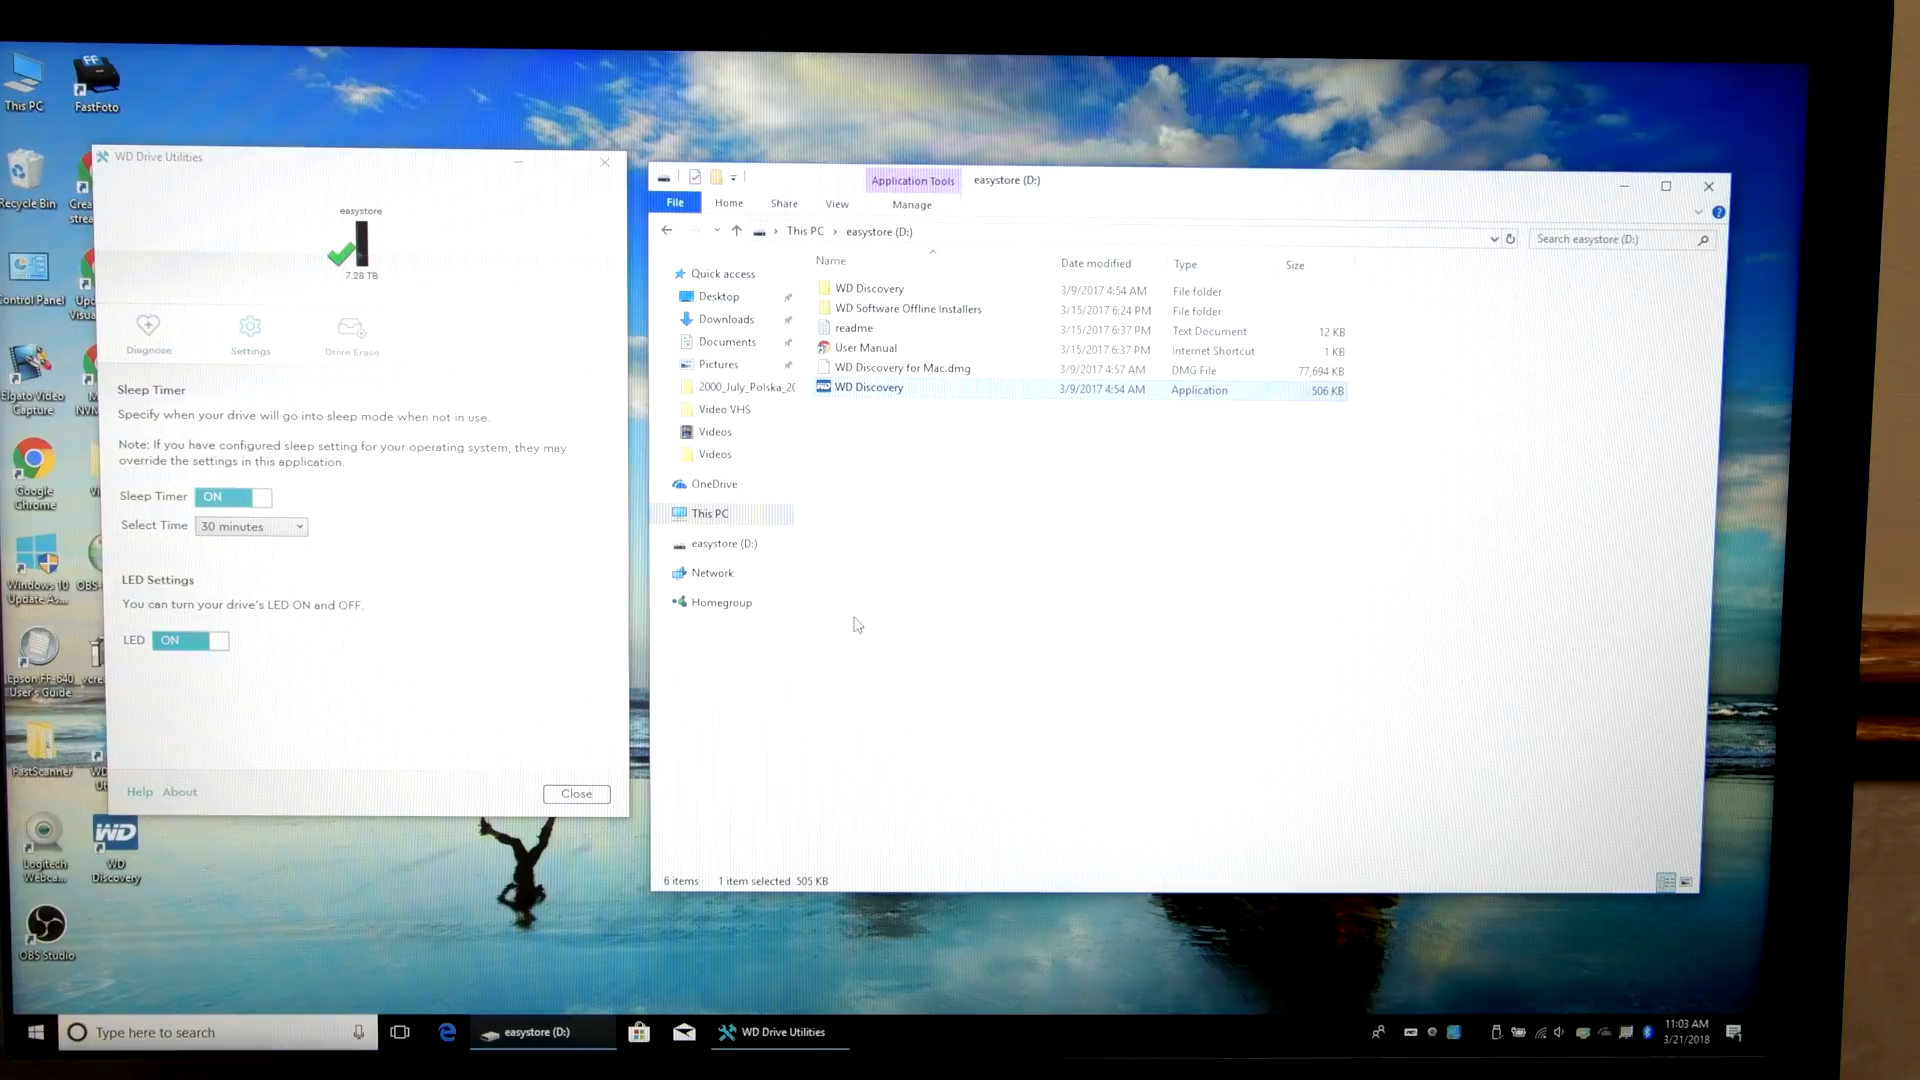 This PC
FF
FastFoto
Recycle Bin
Control Panel
Elgato Video
Capture
Google
Chrome
Windows 10
Update As...
OBS
Epson FF-640
User's Guide
FastScanner
Logitech
Webca...
WD
WD
Discovery
OBS Studio
WD Drive Utilities
easystore
7.28 TB
Diagnose
Settings
Drive Erase
Sleep Timer
Specify when your drive will go into sleep mode when not in use.
Note: If you have configured sleep setting for your operating system, they may
override the settings in this application.
Sleep Timer ON
Select Time 30 minutes
LED Settings
You can turn your drive's LED ON and OFF.
LED ON
Help About
Close
Application Tools easystore (D:)
File Home Share View Manage
This PC › easystore (D:)
Search easystore (D:)
Quick access
Desktop
Downloads
Documents
Pictures
2000_July_Polska_20
Video VHS
Videos
Videos
OneDrive
This PC
easystore (D:)
Network
Homegroup
Name Date modified Type Size
WD Discovery 3/9/2017 4:54 AM File folder
WD Software Offline Installers 3/15/2017 6:24 PM File folder
readme 3/15/2017 6:37 PM Text Document 12 KB
User Manual 3/15/2017 6:37 PM Internet Shortcut 1 KB
WD Discovery for Mac.dmg 3/9/2017 4:57 AM DMG File 77,694 KB
WD Discovery 3/9/2017 4:54 AM Application 506 KB
6 items 1 item selected 505 KB
Type here to search
easystore (D:)
WD Drive Utilities
11:03 AM
3/21/2018